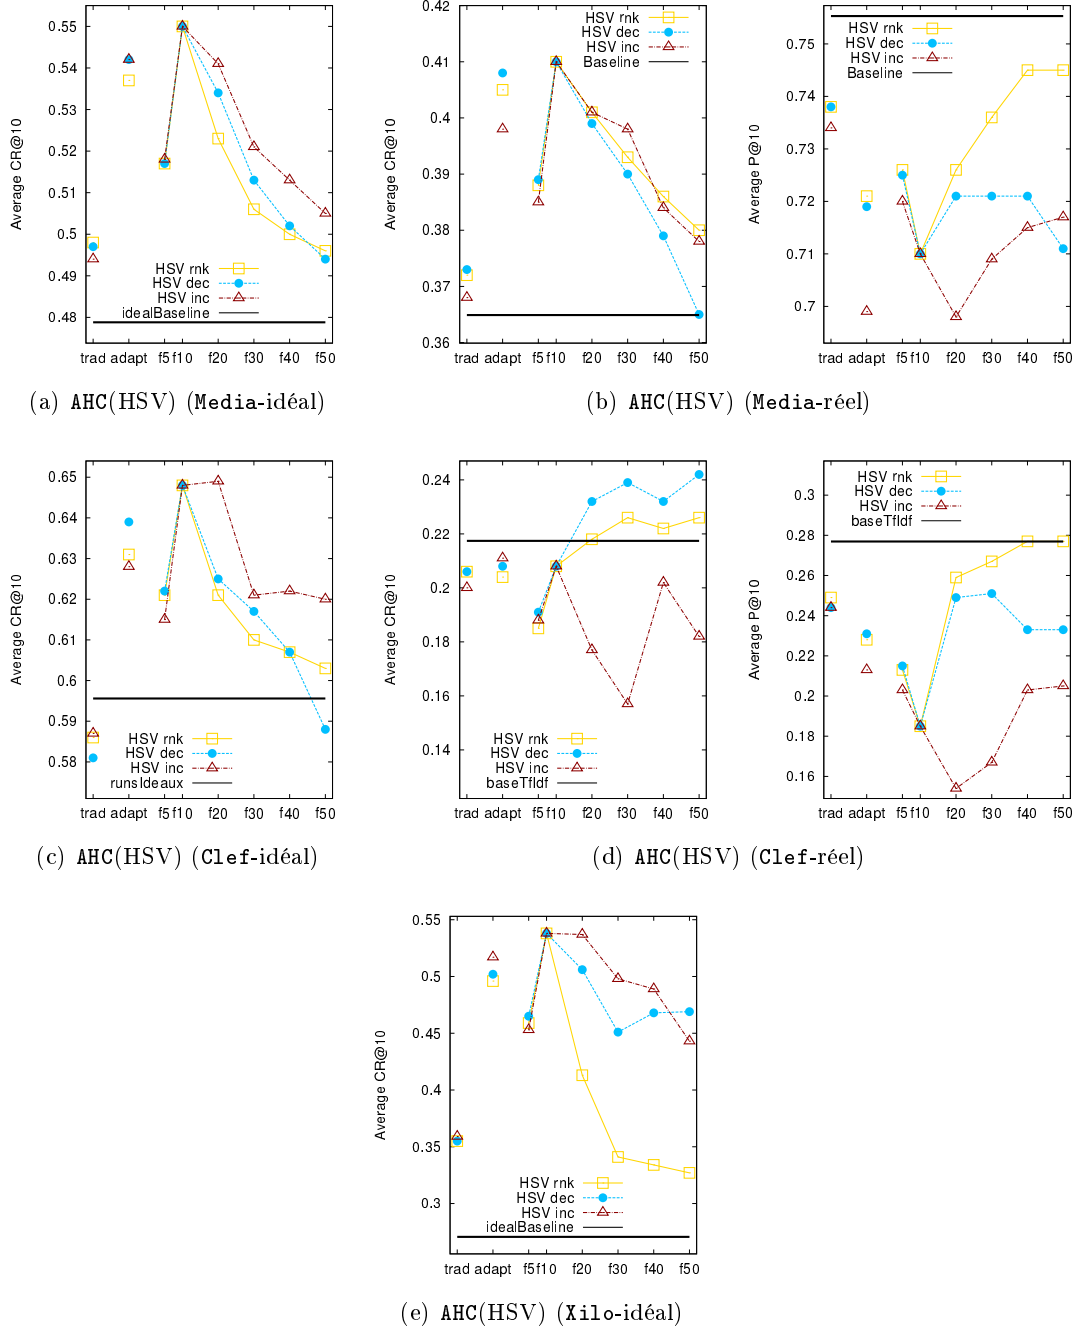 0.55
0.54
0.53
0.52
0.51
0.5
0.49
0.48
Average CR@10
HSV rnk
HSV dec
HSV inc
idealBaseline
trad adapt f5 f10 f20 f30 f40 f50
0.42
0.41
0.4
0.39
0.38
0.37
0.36
Average CR@10
HSV rnk
HSV dec
HSV inc
Baseline
trad adapt f5 f10 f20 f30 f40 f50
0.75
0.74
0.73
0.72
0.71
0.7
Average P@10
HSV rnk
HSV dec
HSV inc
Baseline
trad adapt f5 f10 f20 f30 f40 f50
(a) AHC(HSV) (Media-idéal)
(b) AHC(HSV) (Media-réel)
0.65
0.64
0.63
0.62
0.61
0.6
0.59
0.58
Average CR@10
HSV rnk
HSV dec
HSV inc
runsIdeaux
trad adapt f5 f10 f20 f30 f40 f50
0.24
0.22
0.2
0.18
0.16
0.14
Average CR@10
HSV rnk
HSV dec
HSV inc
baseTfIdf
trad adapt f5 f10 f20 f30 f40 f50
0.3
0.28
0.26
0.24
0.22
0.2
0.18
0.16
Average P@10
HSV rnk
HSV dec
HSV inc
baseTfIdf
trad adapt f5 f10 f20 f30 f40 f50
(c) AHC(HSV) (Clef-idéal)
(d) AHC(HSV) (Clef-réel)
0.55
0.5
0.45
0.4
0.35
0.3
Average CR@10
HSV rnk
HSV dec
HSV inc
idealBaseline
trad adapt f5 f10 f20 f30 f40 f50
(e) AHC(HSV) (Xilo-idéal)